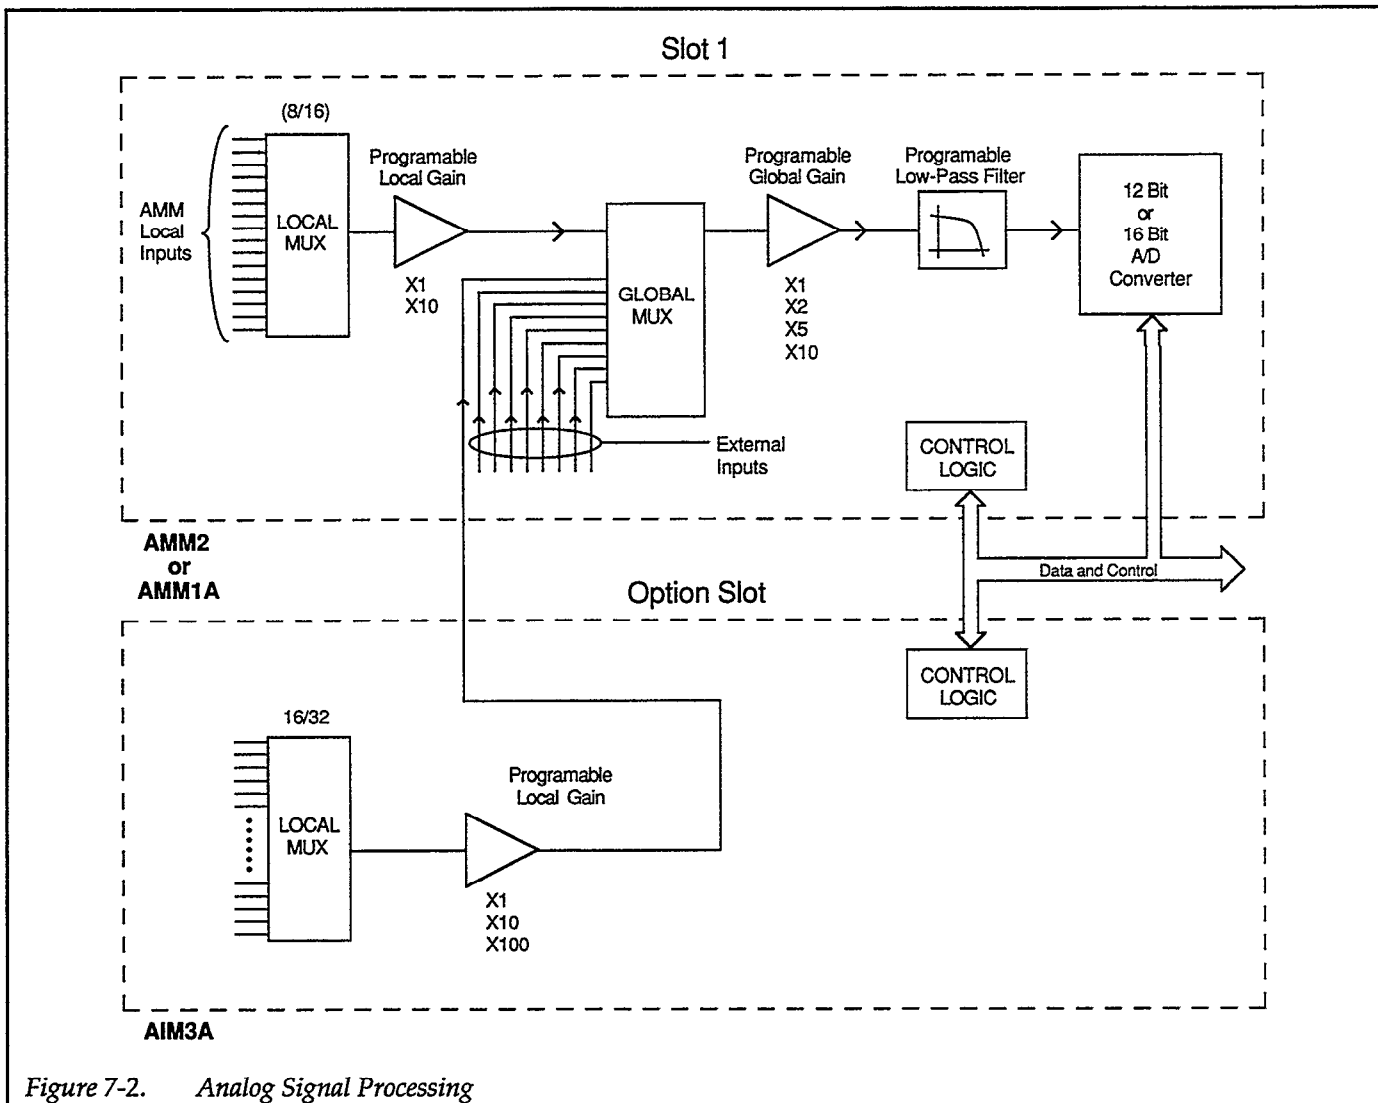 Slot 1
(8/16)
AMM
Local
Inputs
LOCAL
MUX
Programable
Local Gain
X1
X10
GLOBAL
MUX
External
Inputs
Programable
Global Gain
X1
X2
X5
X10
Programable
Low-Pass Filter
12 Bit
or
16 Bit
A/D
Converter
CONTROL
LOGIC
AMM2
or
AMM1A
Data and Control
Option Slot
CONTROL
LOGIC
16/32
LOCAL
MUX
Programable
Local Gain
X1
X10
X100
AIM3A
Figure 7-2. Analog Signal Processing